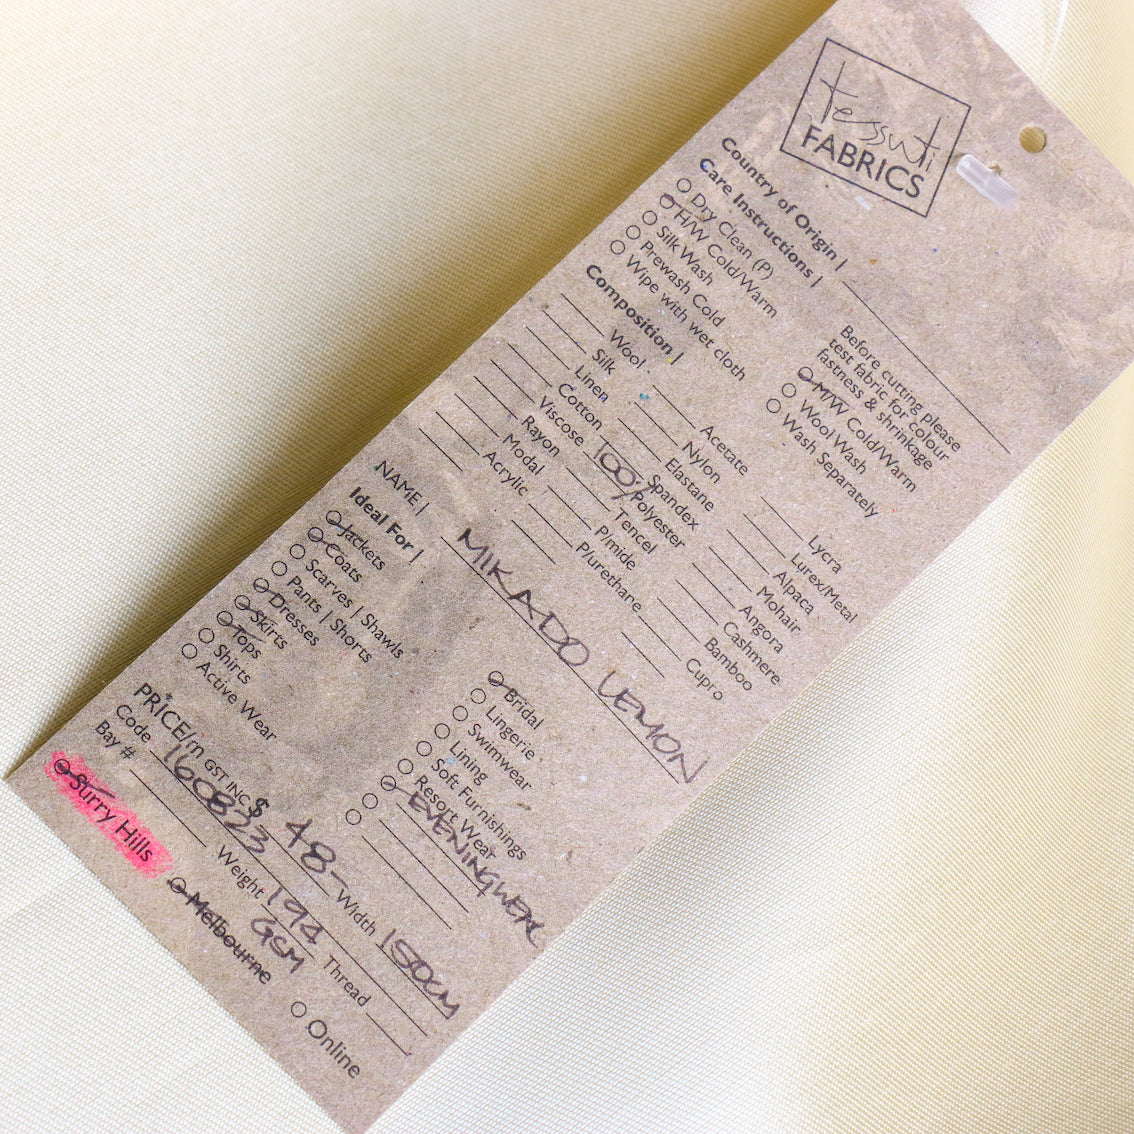 tessuti
FABRICS
Country of Origin |
Care Instructions |
Dry Clean (P)
H/W Cold/Warm
Silk Wash
Prewash Cold
Wipe with wet cloth
Before cutting please
test fabric for colour
fastness & shrinkage
M/W Cold/Warm
Wool Wash
Wash Separately
Composition |
Wool
Silk
Linen
Cotton
Viscose
Rayon
Modal
Acrylic
Acetate
Nylon
Elastane
Spandex
100% Polyester
Tencel
P/mide
P/urethane
Lycra
Lurex/Metal
Alpaca
Mohair
Angora
Cashmere
Bamboo
Cupro
NAME | MIKADO LEMON
Ideal For |
Jackets
Coats
Scarves | Shawls
Pants | Shorts
Dresses
Skirts
Tops
Shirts
Active Wear
Bridal
Lingerie
Swimwear
Lining
Soft Furnishings
Resort Wear
EVENINGWEAR
PRICE/m GST INC $ 48- Width 150CM
Code 160823 Weight 194 GSM Thread
Bay #
Surry Hills
Melbourne
Online